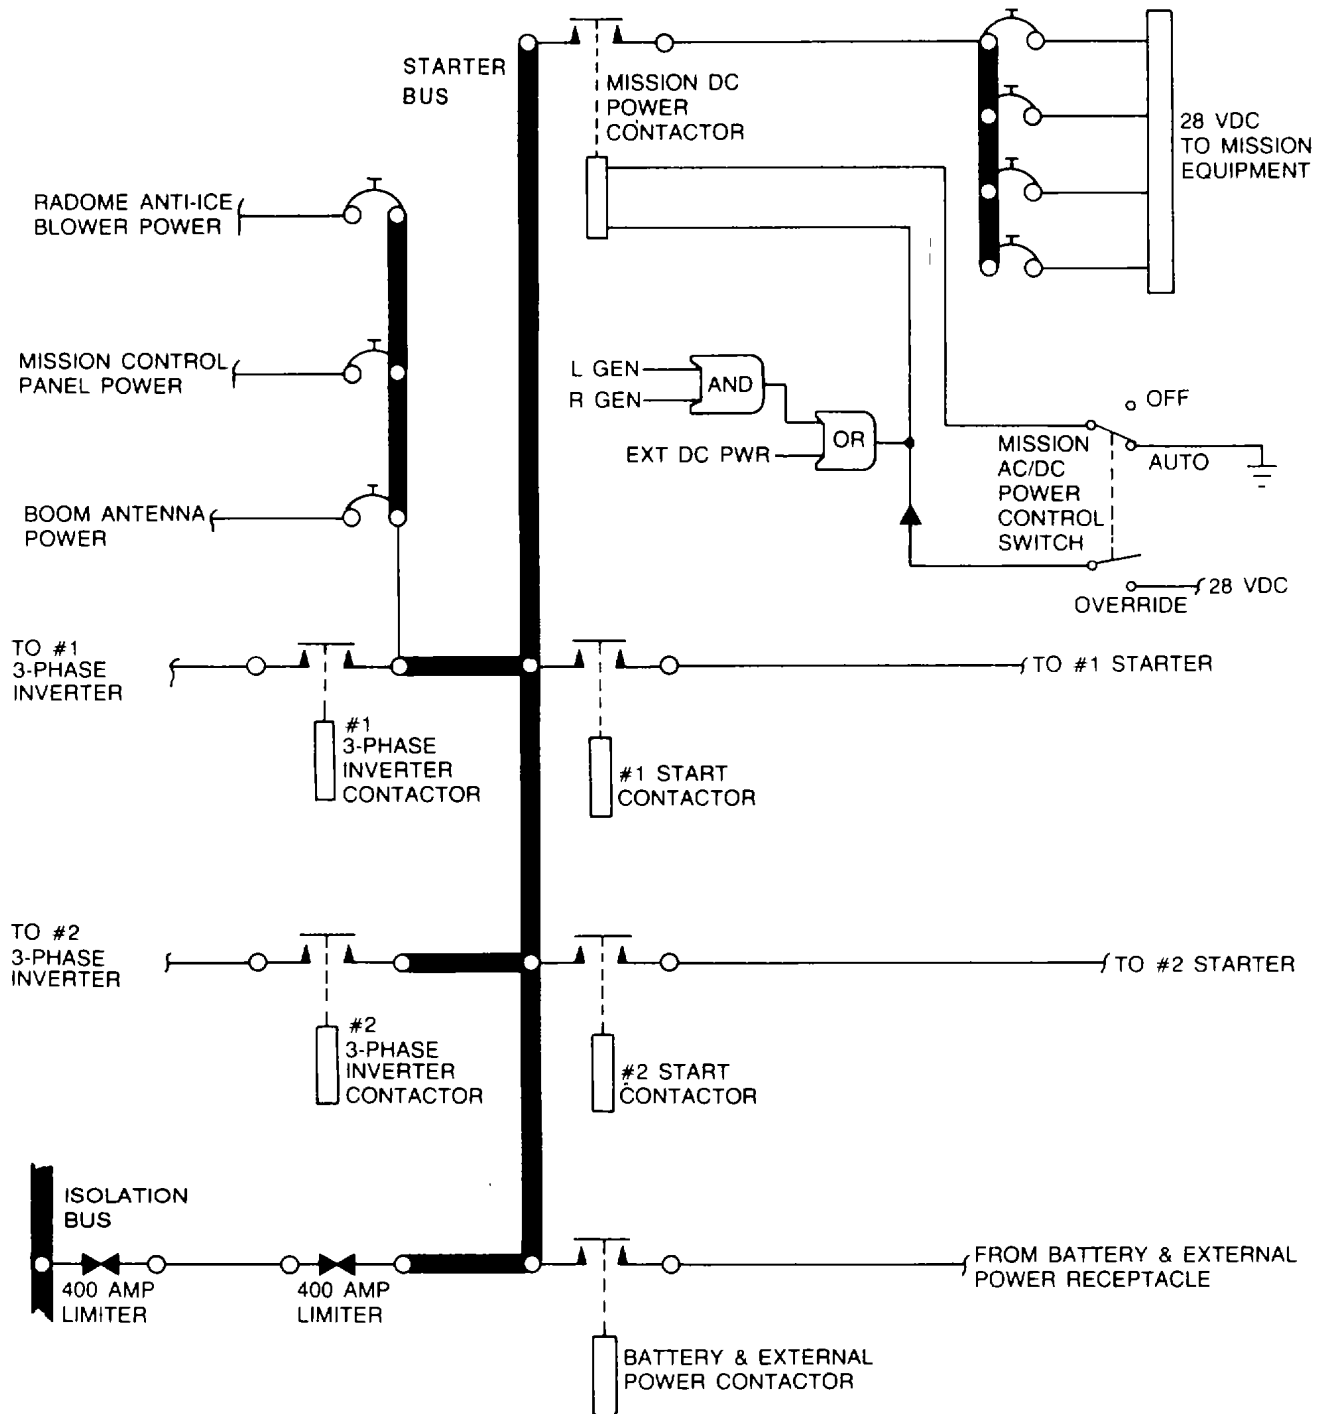 STARTER
BUS
MISSION DC
POWER
CONTACTOR
28 VDC
TO MISSION
EQUIPMENT
RADOME ANTI-ICE
BLOWER POWER
MISSION CONTROL
PANEL POWER
BOOM ANTENNA
POWER
L GEN
R GEN
AND
EXT DC PWR
OR
OFF
AUTO
MISSION
AC/DC
POWER
CONTROL
SWITCH
28 VDC
OVERRIDE
TO #1
3-PHASE
INVERTER
#1
3-PHASE
INVERTER
CONTACTOR
TO #1 STARTER
#1 START
CONTACTOR
TO #2
3-PHASE
INVERTER
#2
3-PHASE
INVERTER
CONTACTOR
TO #2 STARTER
#2 START
CONTACTOR
ISOLATION
BUS
400 AMP
LIMITER
400 AMP
LIMITER
FROM BATTERY & EXTERNAL
POWER RECEPTACLE
BATTERY & EXTERNAL
POWER CONTACTOR